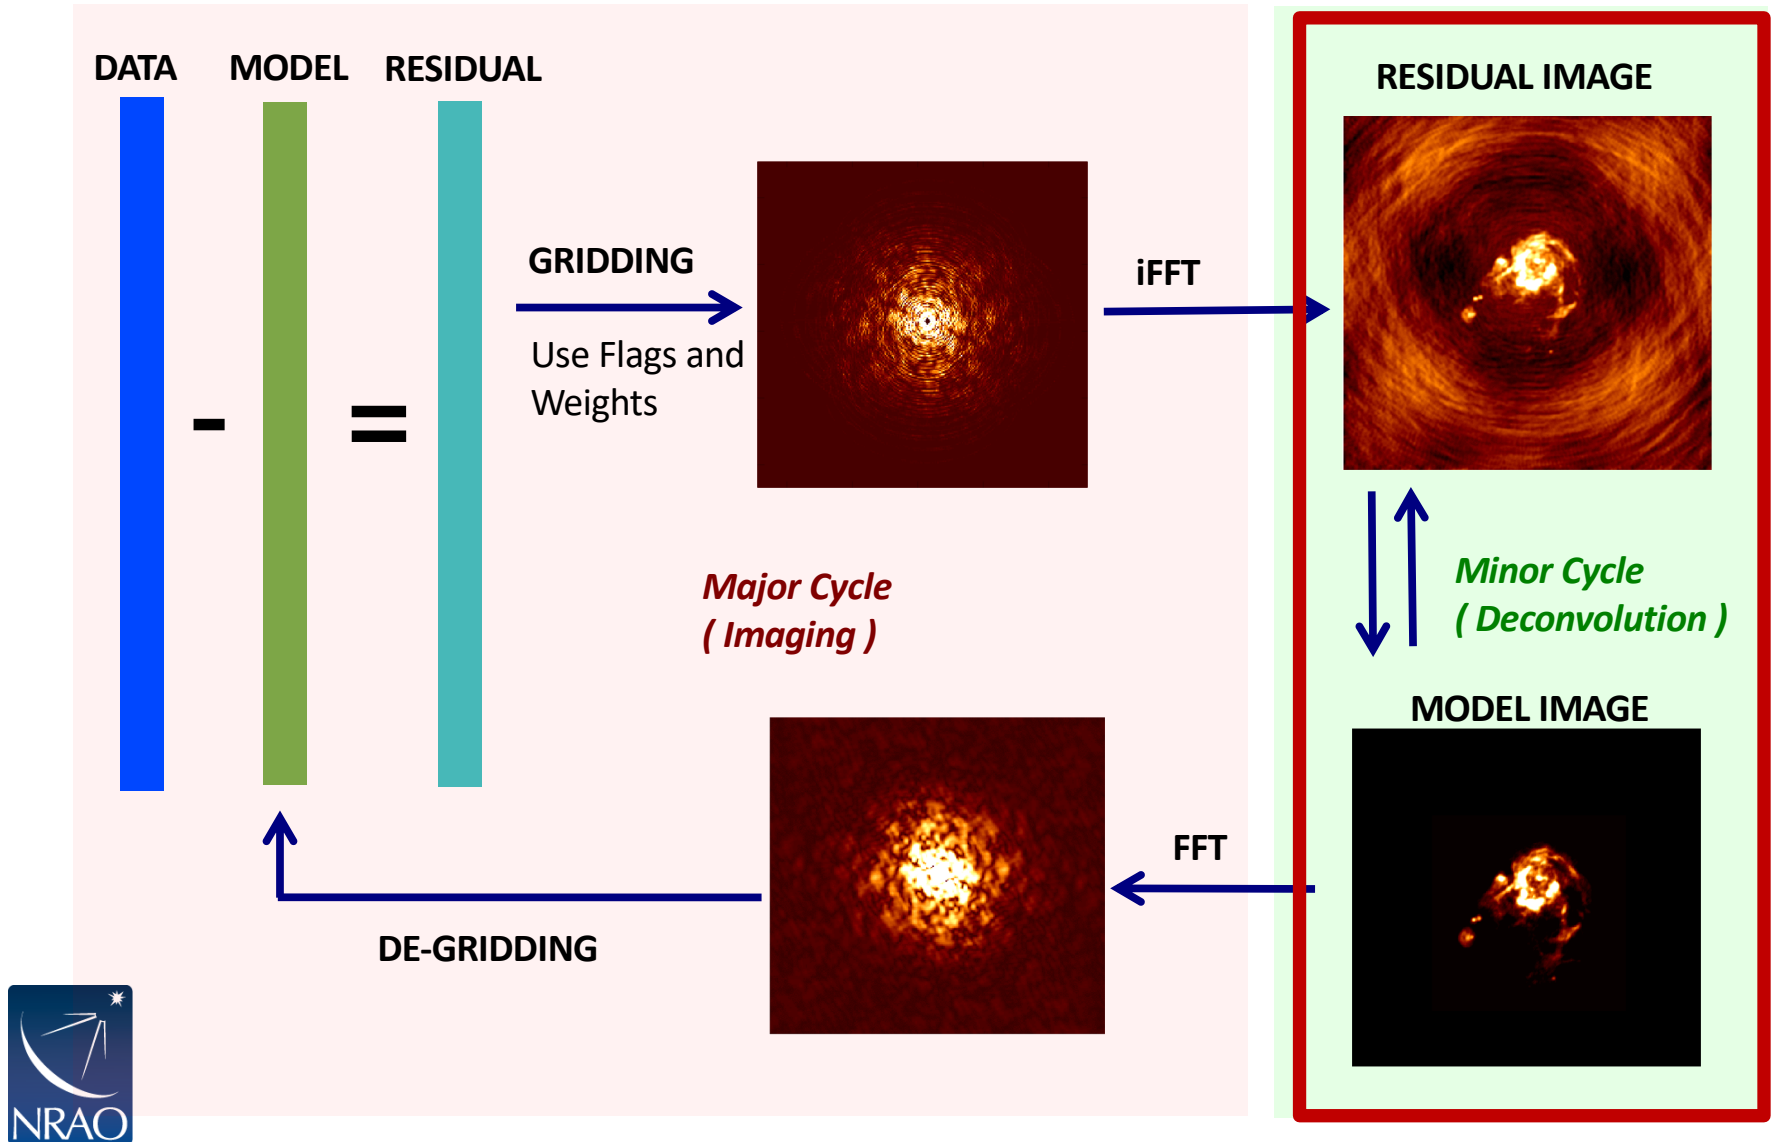 DATA MODEL RESIDUAL
RESIDUAL IMAGE
GRIDDING
iFFT
Use Flags and
Weights
- =
Major Cycle
( Imaging )
Minor Cycle
( Deconvolution )
MODEL IMAGE
FFT
DE-GRIDDING
NRAO